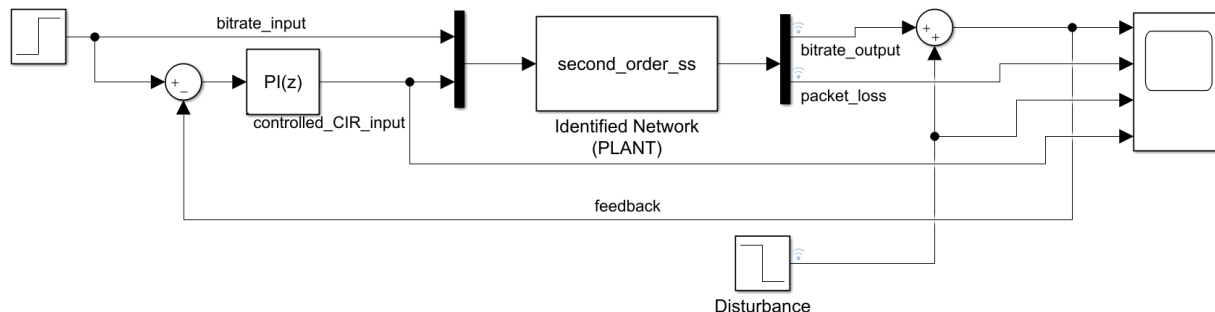 bitrate_input
PI(z)
controlled_CIR_input
second_order_ss
Identified Network
(PLANT)
bitrate_output
packet_loss
feedback
Disturbance